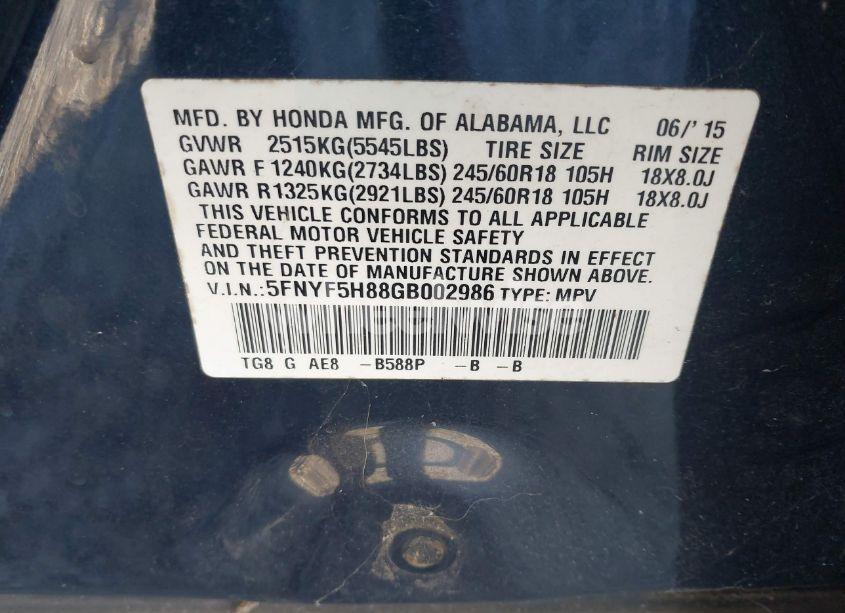 MFD. BY HONDA MFG. OF ALABAMA, LLC 06/' 15
GVWR 2515KG(5545LBS) TIRE SIZE RIM SIZE
GAWR F 1240KG(2734LBS) 245/60R18 105H 18X8.0J
GAWR R1325KG(2921LBS) 245/60R18 105H 18X8.0J
THIS VEHICLE CONFORMS TO ALL APPLICABLE
FEDERAL MOTOR VEHICLE SAFETY
AND THEFT PREVENTION STANDARDS IN EFFECT
ON THE DATE OF MANUFACTURE SHOWN ABOVE.
V.I.N.:5FNYF5H88GB002986 TYPE: MPV
TG8 G AE8 -B588P -B -B